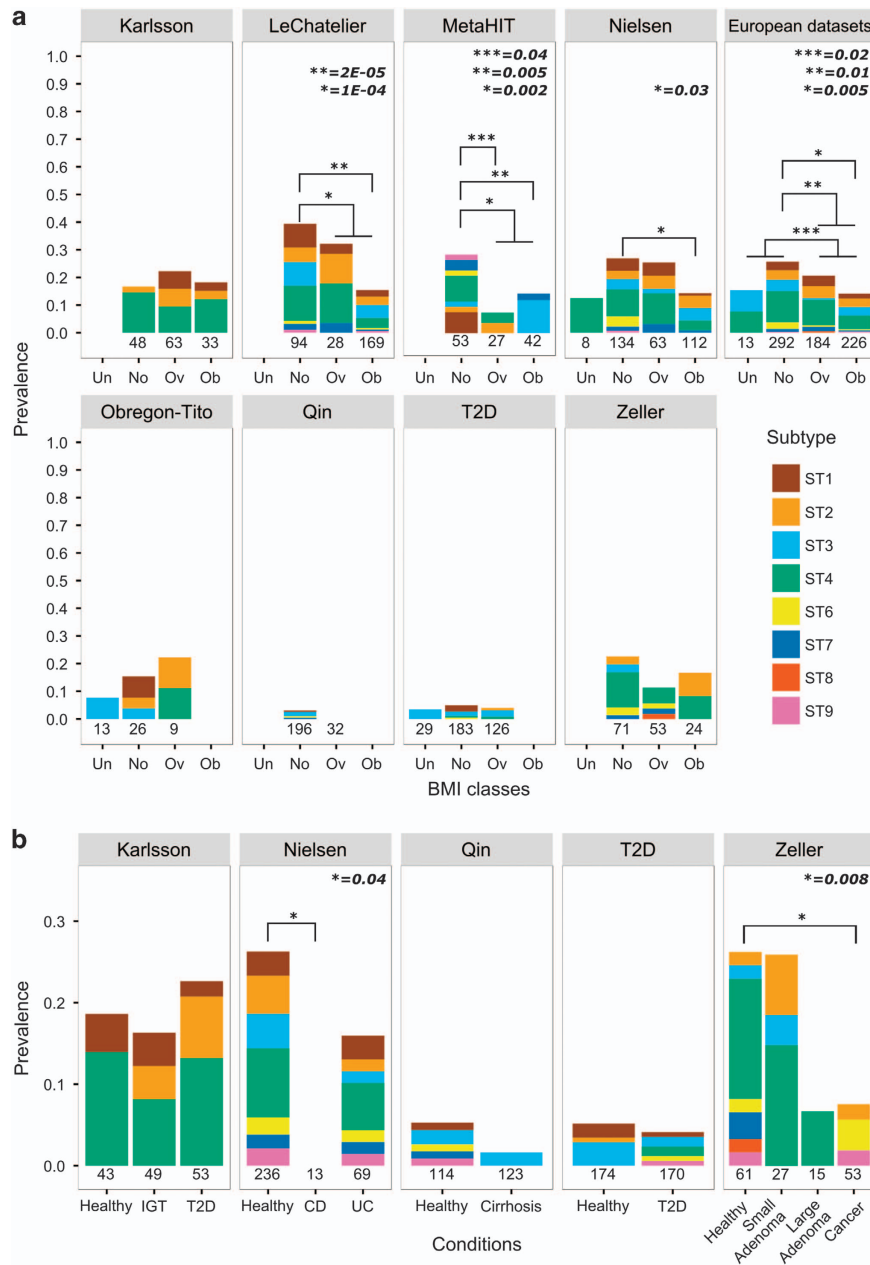 a
Karlsson
LeChatelier
MetaHIT
Nielsen
European datasets
1.0
0.9
0.8
0.7
0.6
0.5
0.4
0.3
0.2
0.1
0.0
**=2E-05
*=1E-04
**
*
***=0.04
**=0.005
*=0.002
***
**
*
*=0.03
*
***=0.02
**=0.01
*=0.005
*
**
***
48 63 33
94 28 169
53 27 42
8 134 63 112
13 292 184 226
Un No Ov Ob
Un No Ov Ob
Un No Ov Ob
Un No Ov Ob
Un No Ov Ob
Prevalence
Obregon-Tito
Qin
T2D
Zeller
1.0
0.9
0.8
0.7
0.6
0.5
0.4
0.3
0.2
0.1
0.0
13 26 9
196 32
29 183 126
71 53 24
Un No Ov Ob
Un No Ov Ob
Un No Ov Ob
Un No Ov Ob
BMI classes
Subtype
ST1
ST2
ST3
ST4
ST6
ST7
ST8
ST9
b
Karlsson
Nielsen
Qin
T2D
Zeller
*=0.04
*
*=0.008
*
0.3
0.2
0.1
0.0
Prevalence
43 49 53
236 13 69
114 123
174 170
61 27 15 53
Healthy IGT T2D
Healthy CD UC
Healthy Cirrhosis
Healthy T2D
Healthy
Small
Adenoma
Large
Adenoma
Cancer
Conditions